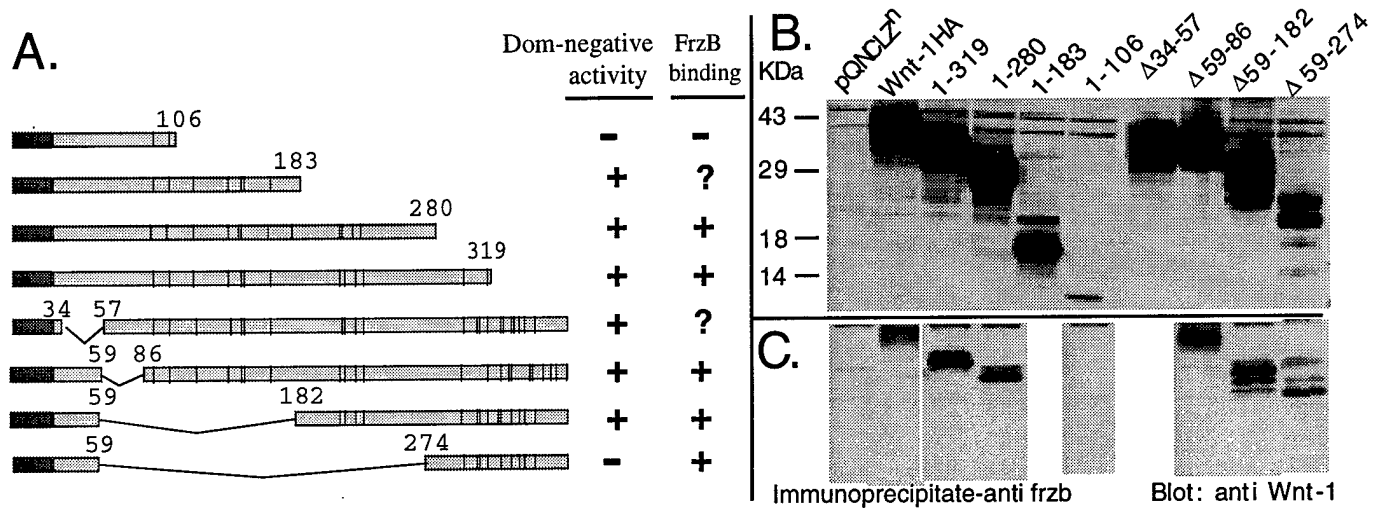 A.
Dom-negative activity
FrzB binding
106
- -
183
+ ?
280
+ +
319
+ +
34 57
+ ?
59 86
+ +
59 182
+ +
59 274
- +
B.
KDa
pQNCLZⁿ
Wnt-1HA
1-319
1-280
1-183
1-106
Δ34-57
Δ59-86
Δ59-182
Δ59-274
43
29
18
14
C.
Immunoprecipitate-anti frzb
Blot: anti Wnt-1